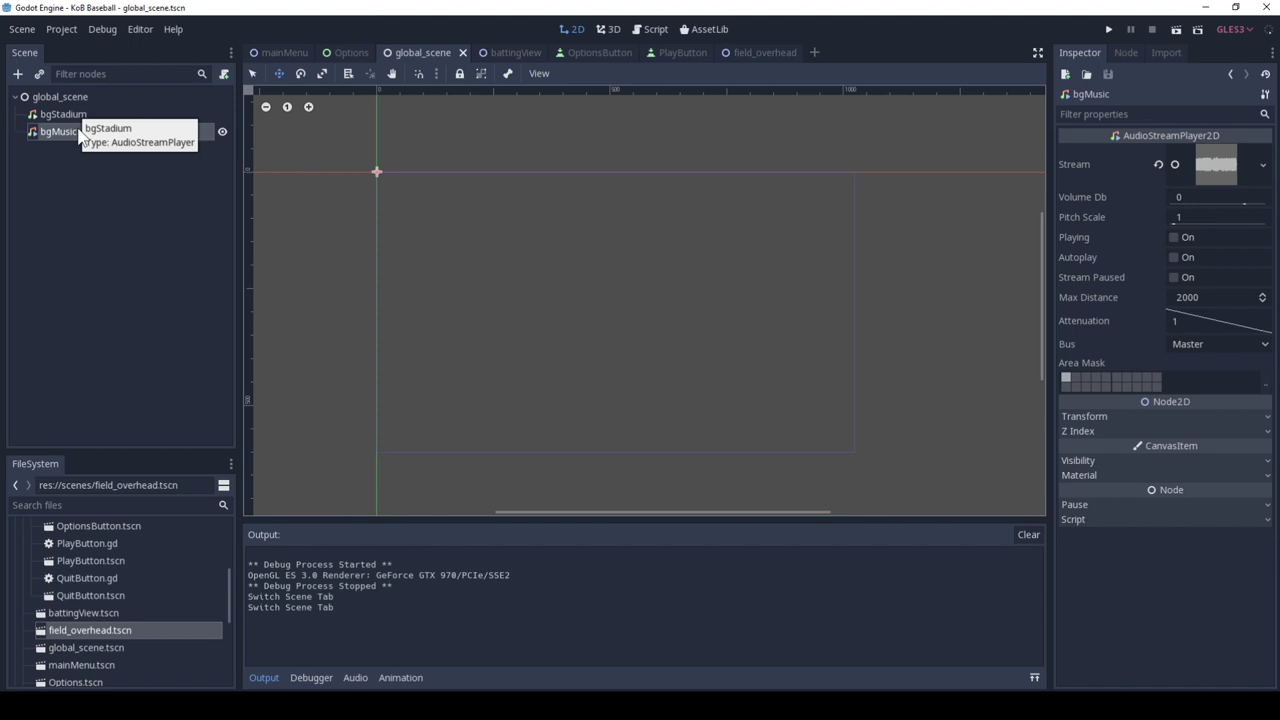 Godot Engine - KoB Baseball - global_scene.tscn
Scene Project Debug Editor Help
2D 3D Script AssetLib
GLES3
Scene
mainMenu Options global_scene battingView OptionsButton PlayButton field_overhead
Inspector Node Import
Filter nodes
View
global_scene
bgStadium
bgMusic
bgStadium
Type: AudioStreamPlayer
0 500 1000
0
500
bgMusic
Filter properties
AudioStreamPlayer2D
Stream
Volume Db 0
Pitch Scale 1
Playing On
Autoplay On
Stream Paused On
Max Distance 2000
Attenuation 1
Bus Master
Area Mask
Node2D
Transform
Z Index
CanvasItem
Visibility
Material
Node
Pause
Script
FileSystem
res://scenes/field_overhead.tscn
Search files
OptionsButton.tscn
PlayButton.gd
PlayButton.tscn
QuitButton.gd
QuitButton.tscn
battingView.tscn
field_overhead.tscn
global_scene.tscn
mainMenu.tscn
Options.tscn
Output: Clear
** Debug Process Started **
OpenGL ES 3.0 Renderer: GeForce GTX 970/PCIe/SSE2
** Debug Process Stopped **
Switch Scene Tab
Switch Scene Tab
Output Debugger Audio Animation